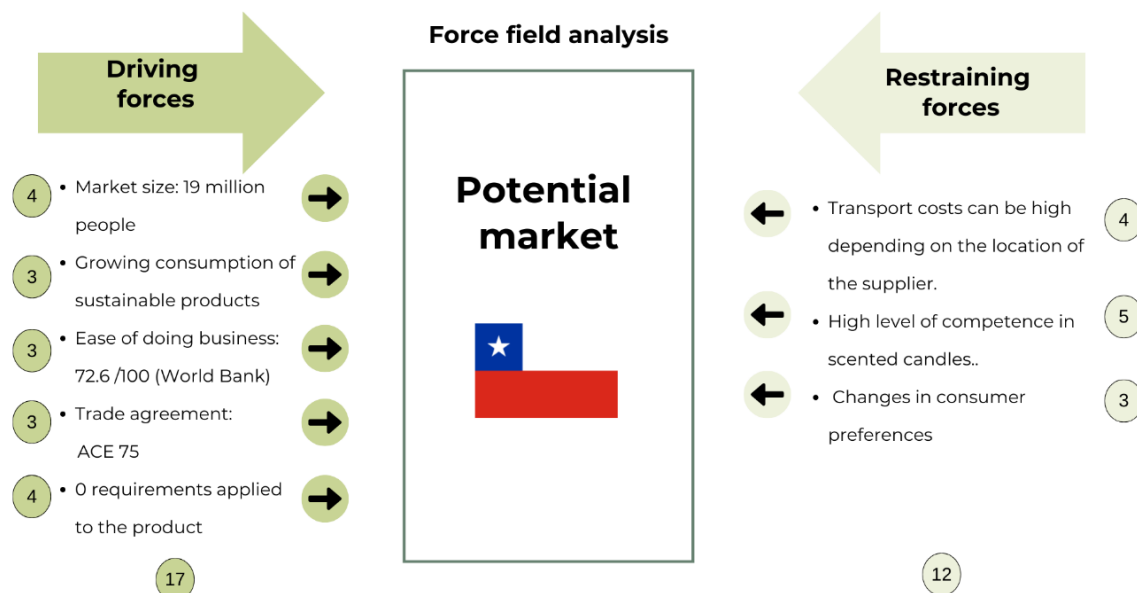 Force field analysis
Driving
forces
4
• Market size: 19 million
people
3
• Growing consumption of
sustainable products
3
• Ease of doing business:
72.6 /100 (World Bank)
3
• Trade agreement:
ACE 75
4
• 0 requirements applied
to the product
17
Potential
market
Restraining
forces
• Transport costs can be high
depending on the location of
the supplier.
4
• High level of competence in
scented candles..
5
• Changes in consumer
preferences
3
12